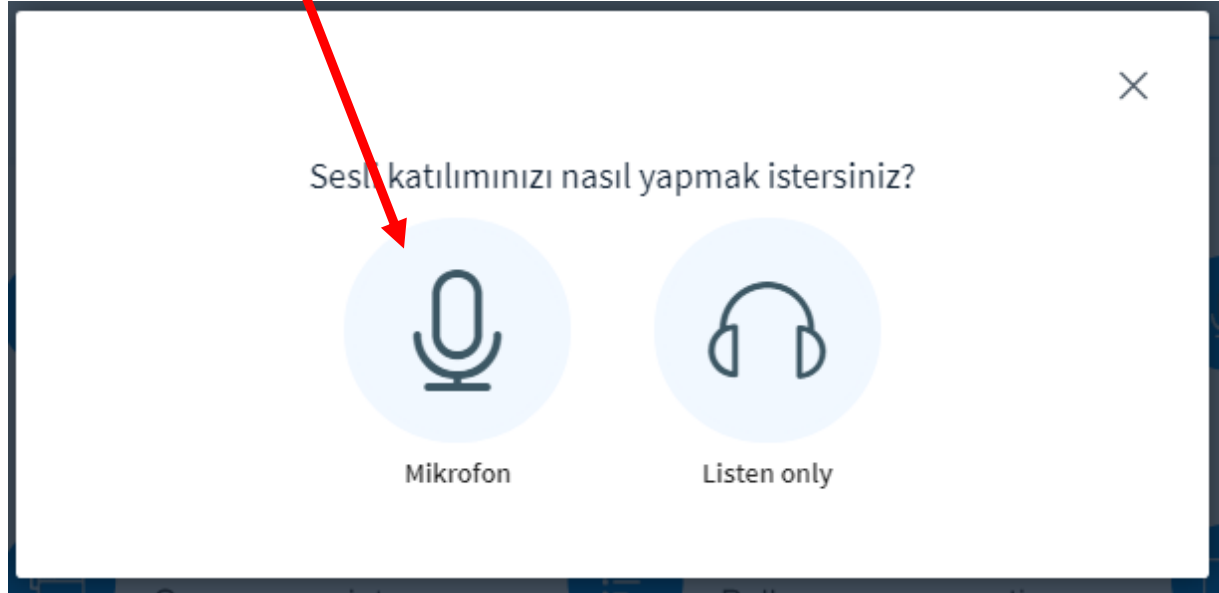 Sesli katılımınızı nasıl yapmak istersiniz?
Mikrofon
Listen only